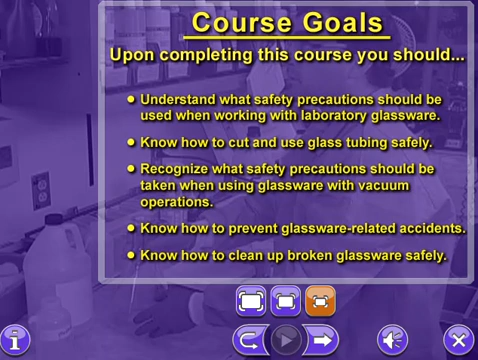 Course Goals
Upon completing this course you should...
• Understand what safety precautions should be
used when working with laboratory glassware.
• Know how to cut and use glass tubing safely.
• Recognize what safety precautions should be
taken when using glassware with vacuum
operations.
• Know how to prevent glassware-related accidents.
• Know how to clean up broken glassware safely.
i